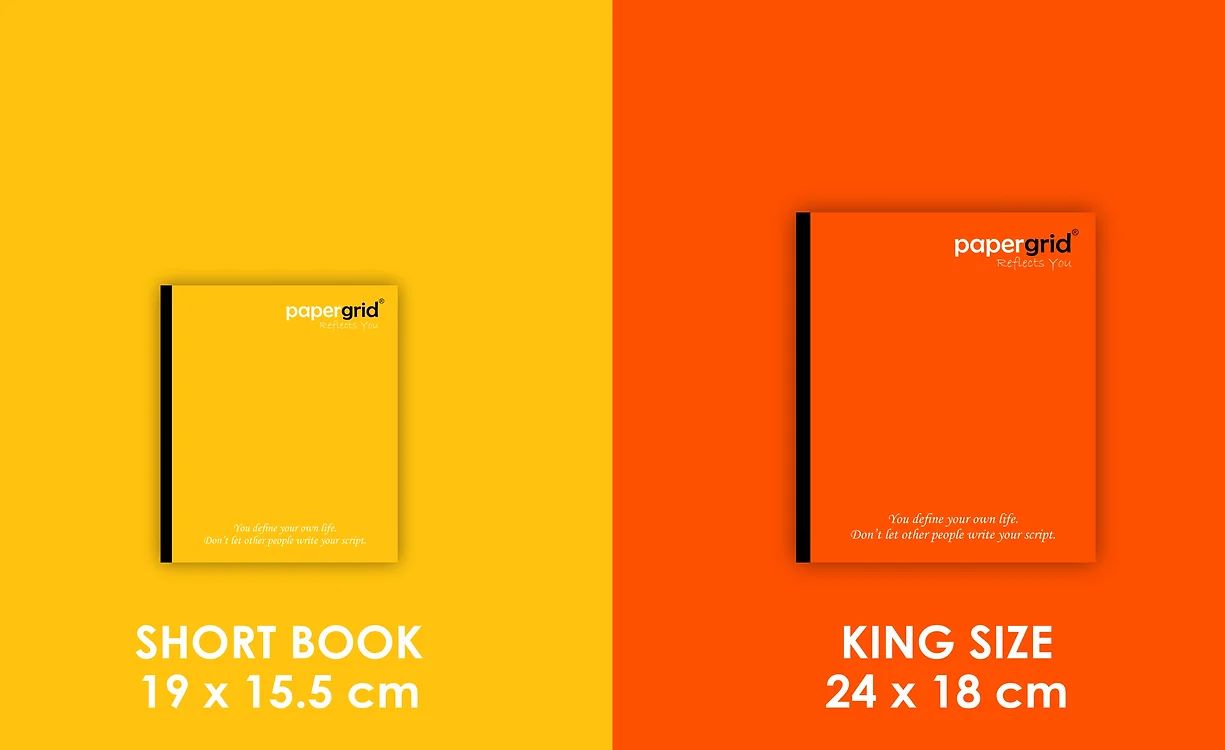 papergrid®
Reflects You
You define your own life.
Don't let other people write your script.
SHORT BOOK
19 x 15.5 cm
papergrid®
Reflects You
You define your own life.
Don't let other people write your script.
KING SIZE
24 x 18 cm